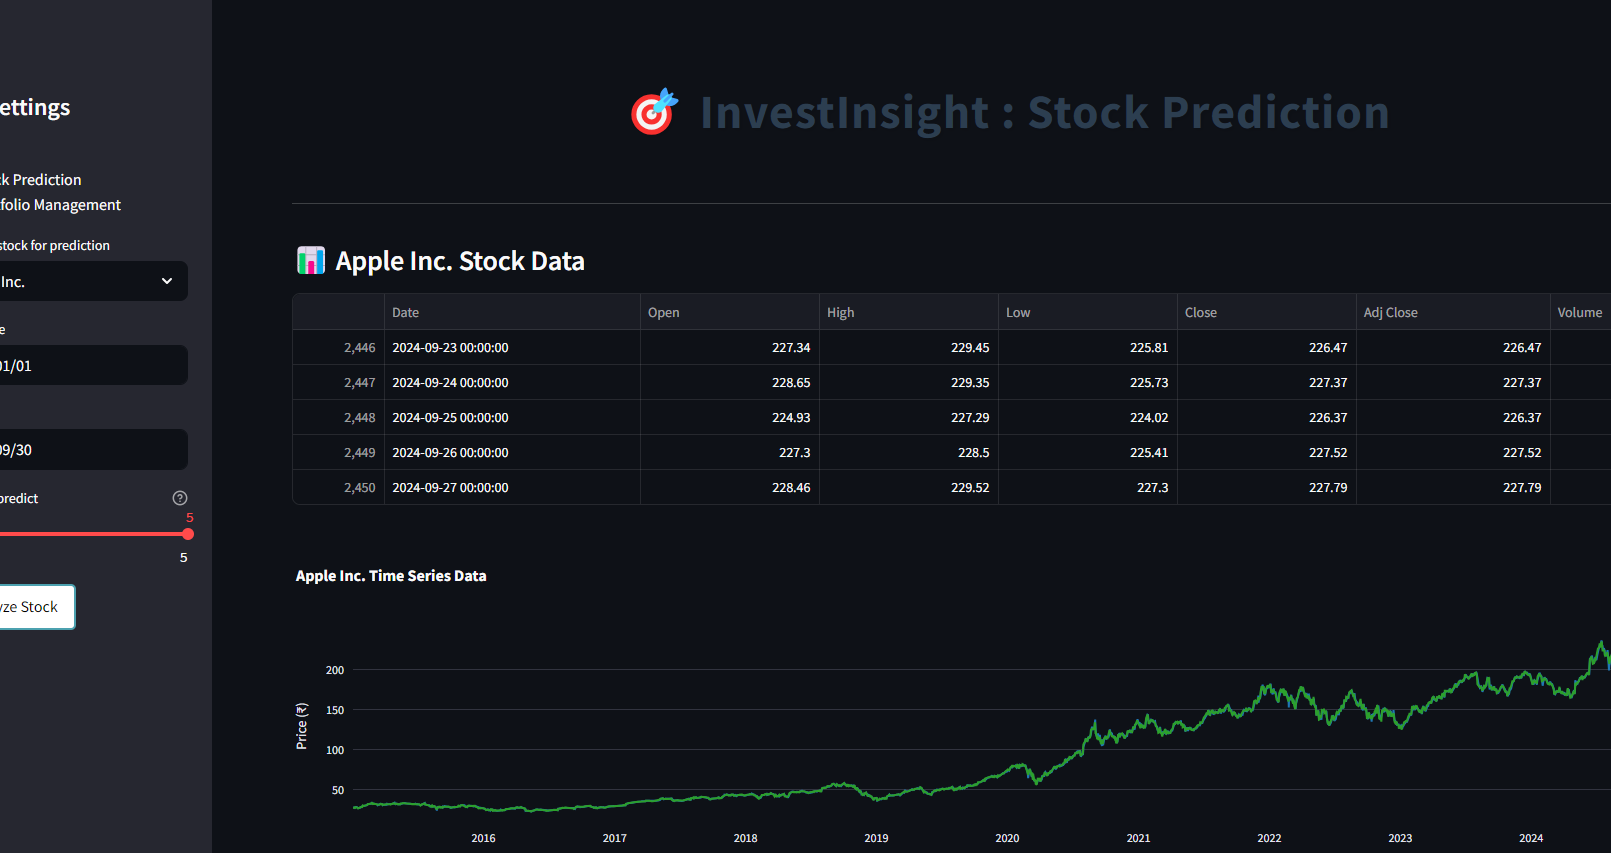 ettings
k Prediction
folio Management
stock for prediction
Inc.
e
01/01
09/30
predict
5
5
yze Stock
InvestInsight : Stock Prediction
Apple Inc. Stock Data
Date Open High Low Close Adj Close Volume
2,446 2024-09-23 00:00:00 227.34 229.45 225.81 226.47 226.47
2,447 2024-09-24 00:00:00 228.65 229.35 225.73 227.37 227.37
2,448 2024-09-25 00:00:00 224.93 227.29 224.02 226.37 226.37
2,449 2024-09-26 00:00:00 227.3 228.5 225.41 227.52 227.52
2,450 2024-09-27 00:00:00 228.46 229.52 227.3 227.79 227.79
Apple Inc. Time Series Data
Price (₹)
200
150
100
50
2016 2017 2018 2019 2020 2021 2022 2023 2024